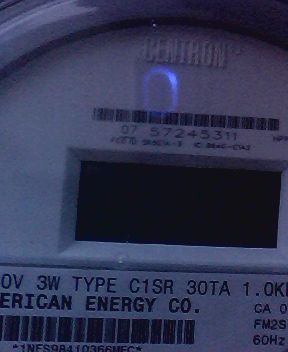 CENTRON
07 57245311
0V 3W TYPE C1SR 30TA 1.0K
ERICAN ENERGY CO.
CA 0
FM2S
60Hz